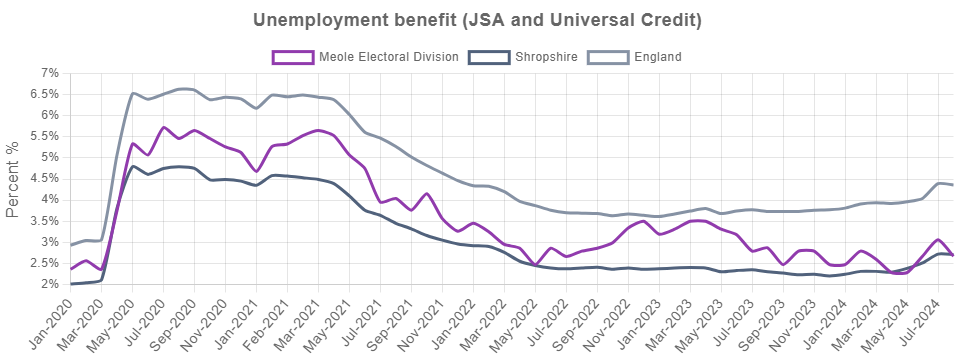 Unemployment benefit (JSA and Universal Credit)
Meole Electoral Division Shropshire England
Percent %
7%
6.5%
6%
5.5%
5%
4.5%
4%
3.5%
3%
2.5%
2%
Jan-2020 Mar-2020 May-2020 Jul-2020 Sep-2020 Nov-2020 Jan-2021 Feb-2021 Mar-2021 May-2021 Jul-2021 Sep-2021 Nov-2021 Jan-2022 Mar-2022 May-2022 Jul-2022 Sep-2022 Nov-2022 Jan-2023 Mar-2023 May-2023 Jul-2023 Sep-2023 Nov-2023 Jan-2024 Mar-2024 May-2024 Jul-2024